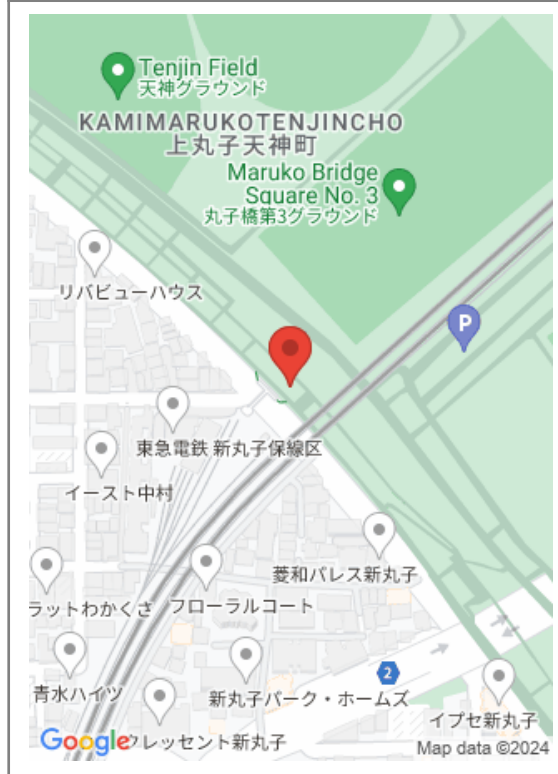 Tenjin Field
天神グラウンド
KAMIMARUKOTENJINCHO
上丸子天神町
Maruko Bridge
Square No. 3
丸子橋第3グラウンド
リバビューハウス
P
東急電鉄 新丸子保線区
イースト中村
菱和パレス新丸子
ラットわかくさ
フローラルコート
2
青水ハイツ
新丸子パーク・ホームズ
イプセ新丸子
Google
レッセント新丸子
Map data ©2024